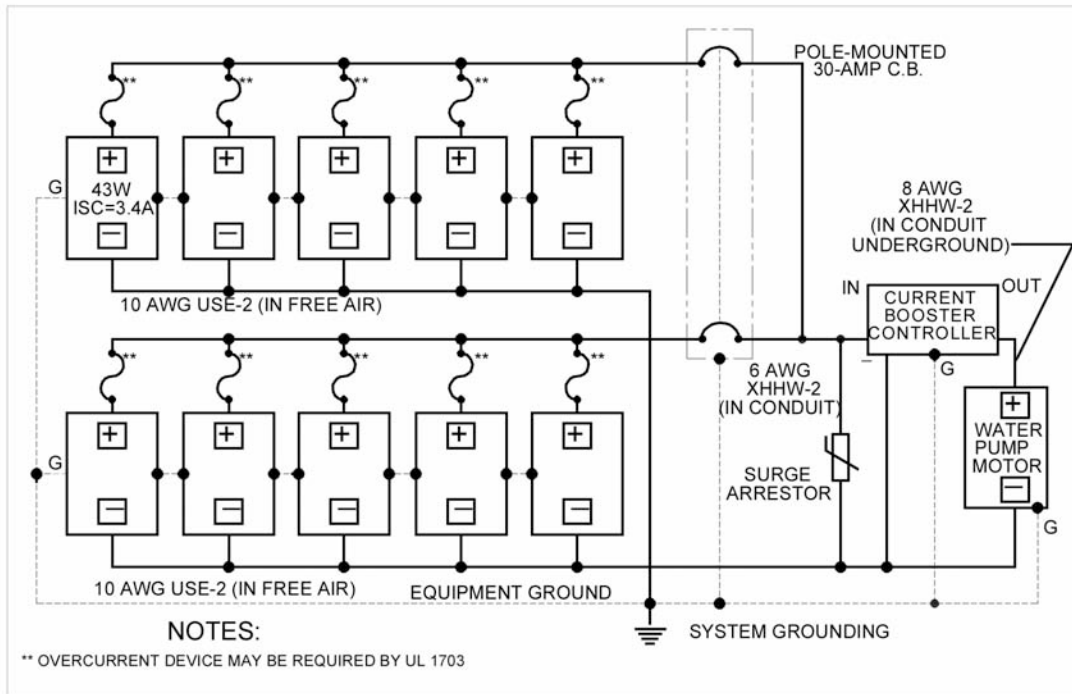 POLE-MOUNTED
30-AMP C.B.
** ** ** ** **
+ + + + +
G
43W
ISC=3.4A
— — — — —
8 AWG
XHHW-2
(IN CONDUIT
UNDERGROUND)
10 AWG USE-2 (IN FREE AIR)
IN
OUT
CURRENT
BOOSTER
CONTROLLER
–
G
** ** ** ** **
6 AWG
XHHW-2
(IN CONDUIT)
+ + + + +
G
— — — — —
SURGE
ARRESTOR
+
WATER
PUMP
MOTOR
—
G
10 AWG USE-2 (IN FREE AIR)
EQUIPMENT GROUND
SYSTEM GROUNDING
NOTES:
** OVERCURRENT DEVICE MAY BE REQUIRED BY UL 1703